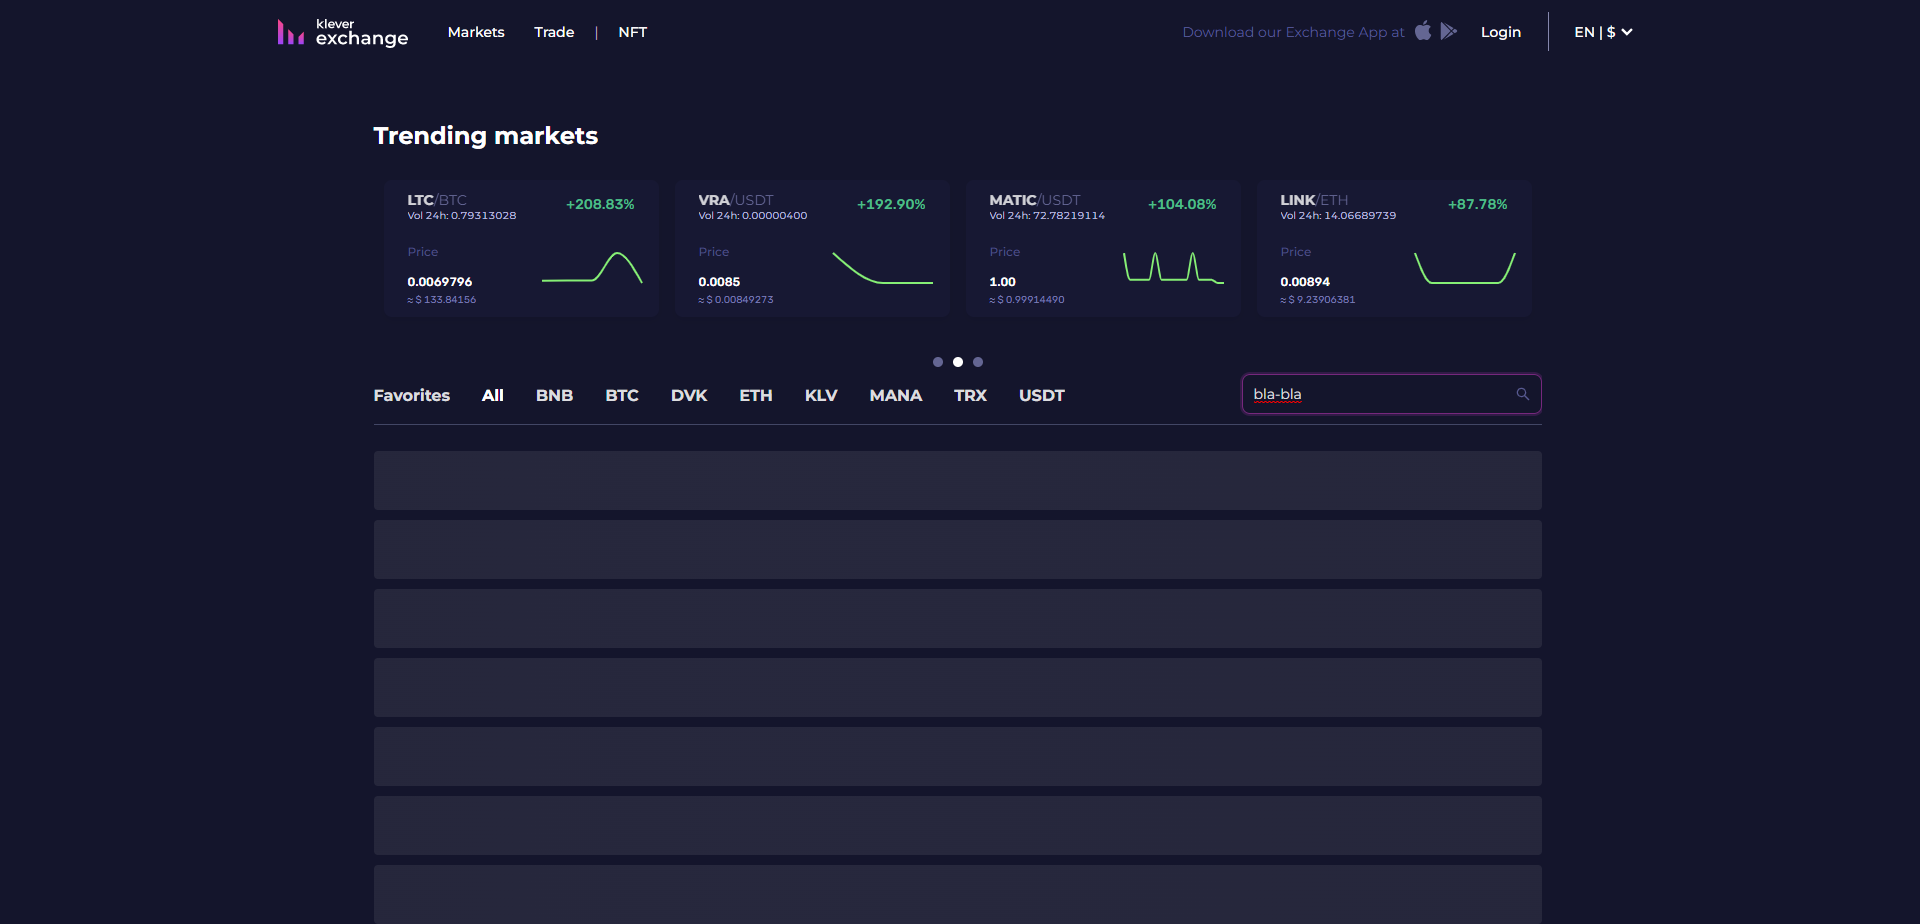 klever
exchange
Markets Trade | NFT
Download our Exchange App at
Login
EN | $
Trending markets
LTC/BTC
Vol 24h: 0.79313028
+208.83%
Price
0.0069796
≈ $ 133.84156
VRA/USDT
Vol 24h: 0.00000400
+192.90%
Price
0.0085
≈ $ 0.00849273
MATIC/USDT
Vol 24h: 72.78219114
+104.08%
Price
1.00
≈ $ 0.99914490
LINK/ETH
Vol 24h: 14.06689739
+87.78%
Price
0.00894
≈ $ 9.23906381
Favorites All BNB BTC DVK ETH KLV MANA TRX USDT
bla-bla